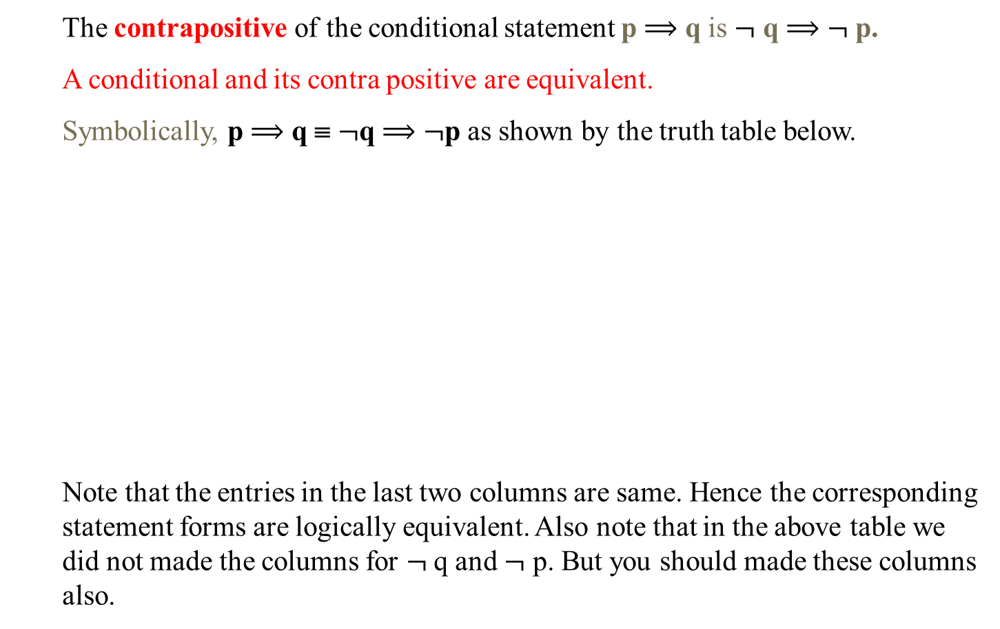 The contrapositive of the conditional statement p ⟹ q is ¬ q ⟹ ¬ p.
A conditional and its contra positive are equivalent.
Symbolically, p ⟹ q ≡ ¬q ⟹ ¬p as shown by the truth table below.
Note that the entries in the last two columns are same. Hence the corresponding
statement forms are logically equivalent. Also note that in the above table we
did not made the columns for ¬ q and ¬ p. But you should made these columns
also.